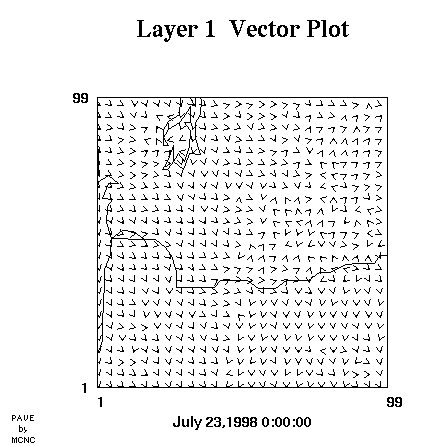 Layer 1 Vector Plot
99
1
1
99
July 23,1998 0:00:00
PAVE
by
MCNC